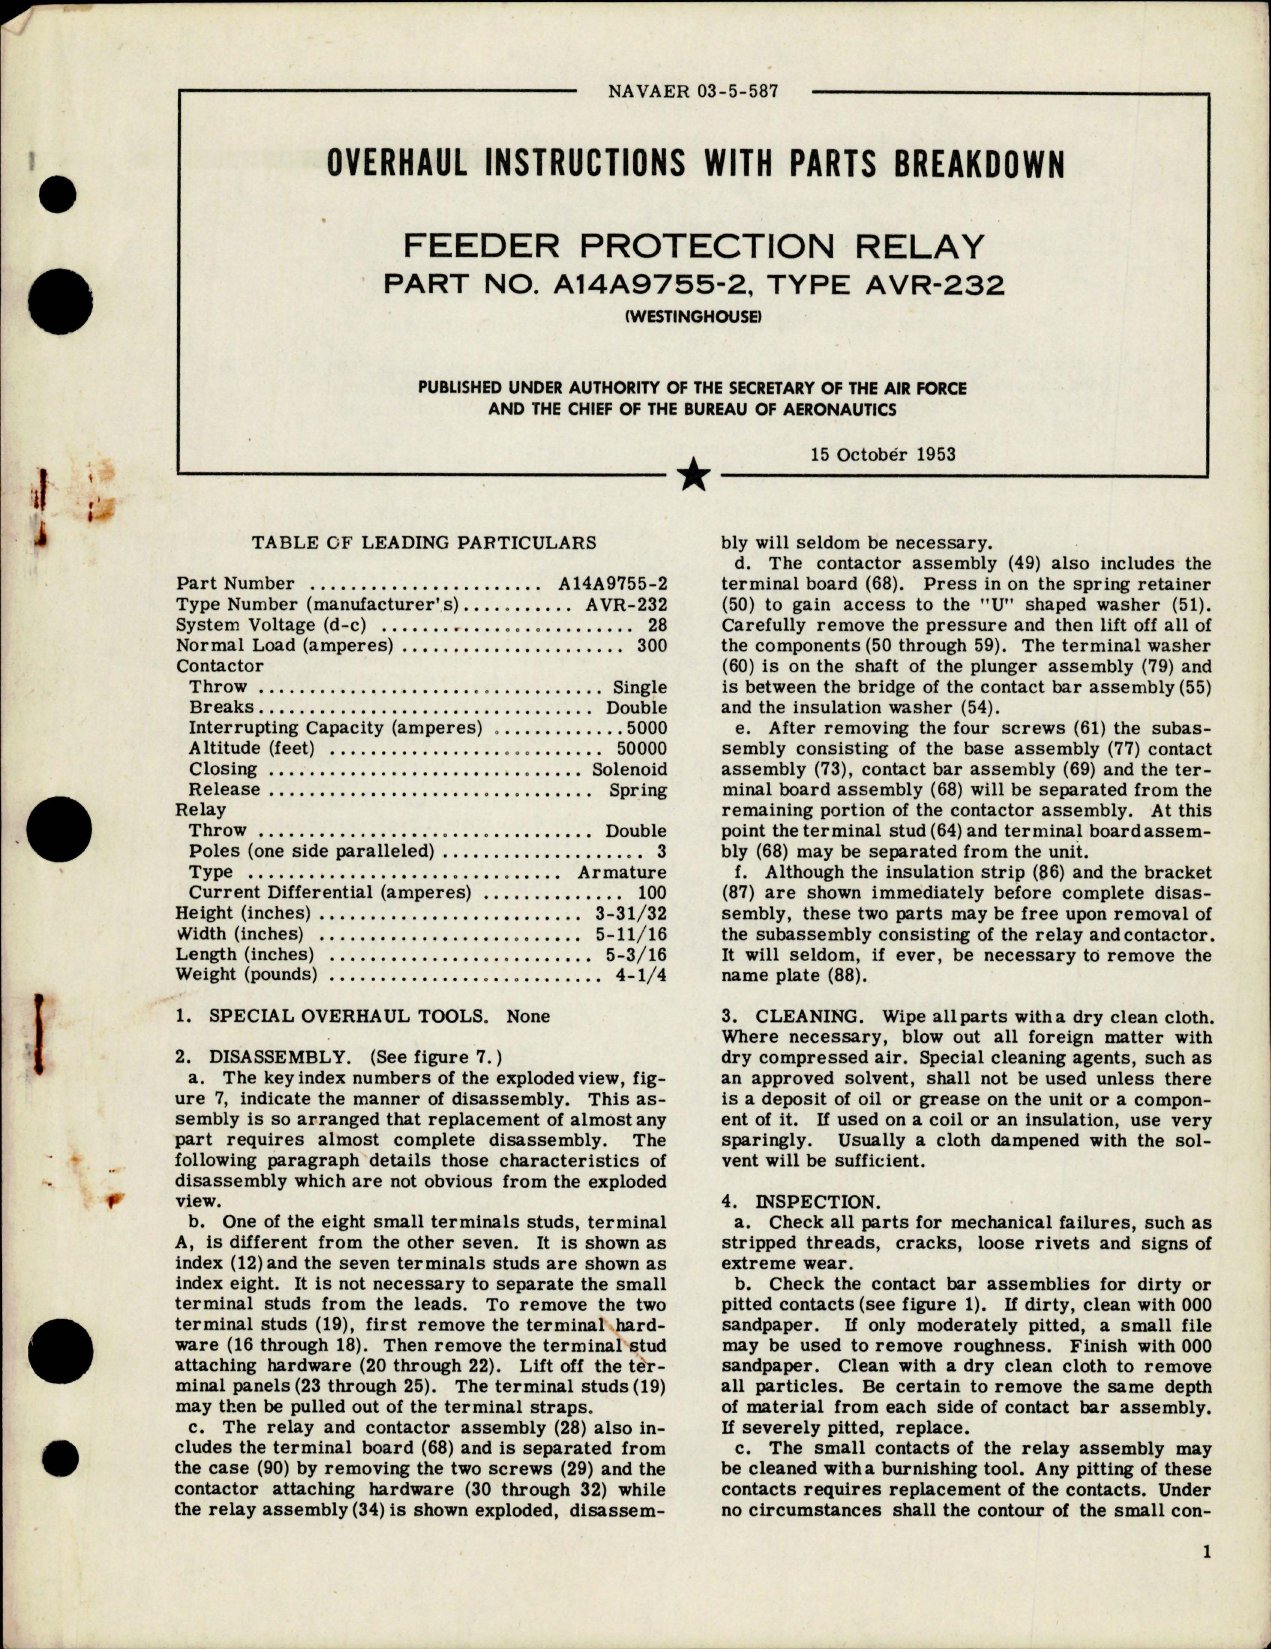 NAVAER 03-5-587
OVERHAUL INSTRUCTIONS WITH PARTS BREAKDOWN
FEEDER PROTECTION RELAY
PART NO. A14A9755-2, TYPE AVR-232
(WESTINGHOUSE)
PUBLISHED UNDER AUTHORITY OF THE SECRETARY OF THE AIR FORCE
AND THE CHIEF OF THE BUREAU OF AERONAUTICS
15 October 1953
TABLE OF LEADING PARTICULARS
Part Number ....................... A14A9755-2
Type Number (manufacturer's)........... AVR-232
System Voltage (d-c) ......................... 28
Normal Load (amperes) ...................... 300
Contactor
Throw ................................. Single
Breaks................................ Double
Interrupting Capacity (amperes) .............5000
Altitude (feet) ........................... 50000
Closing .............................. Solenoid
Release ................................ Spring
Relay
Throw ................................. Double
Poles (one side paralleled) .................... 3
Type ............................... Armature
Current Differential (amperes) .............. 100
Height (inches) .......................... 3-31/32
Width (inches) .......................... 5-11/16
Length (inches) .......................... 5-3/16
Weight (pounds) ........................... 4-1/4
1. SPECIAL OVERHAUL TOOLS. None
2. DISASSEMBLY. (See figure 7.)
a. The key index numbers of the exploded view, fig-
ure 7, indicate the manner of disassembly. This as-
sembly is so arranged that replacement of almost any
part requires almost complete disassembly. The
following paragraph details those characteristics of
disassembly which are not obvious from the exploded
view.
b. One of the eight small terminals studs, terminal
A, is different from the other seven. It is shown as
index (12) and the seven terminals studs are shown as
index eight. It is not necessary to separate the small
terminal studs from the leads. To remove the two
terminal studs (19), first remove the terminal hard-
ware (16 through 18). Then remove the terminal stud
attaching hardware (20 through 22). Lift off the ter-
minal panels (23 through 25). The terminal studs (19)
may then be pulled out of the terminal straps.
c. The relay and contactor assembly (28) also in-
cludes the terminal board (68) and is separated from
the case (90) by removing the two screws (29) and the
contactor attaching hardware (30 through 32) while
the relay assembly (34) is shown exploded, disassem-
bly will seldom be necessary.
d. The contactor assembly (49) also includes the
terminal board (68). Press in on the spring retainer
(50) to gain access to the "U" shaped washer (51).
Carefully remove the pressure and then lift off all of
the components (50 through 59). The terminal washer
(60) is on the shaft of the plunger assembly (79) and
is between the bridge of the contact bar assembly (55)
and the insulation washer (54).
e. After removing the four screws (61) the subas-
sembly consisting of the base assembly (77) contact
assembly (73), contact bar assembly (69) and the ter-
minal board assembly (68) will be separated from the
remaining portion of the contactor assembly. At this
point the terminal stud (64) and terminal board assem-
bly (68) may be separated from the unit.
f. Although the insulation strip (86) and the bracket
(87) are shown immediately before complete disas-
sembly, these two parts may be free upon removal of
the subassembly consisting of the relay and contactor.
It will seldom, if ever, be necessary to remove the
name plate (88).
3. CLEANING. Wipe all parts with a dry clean cloth.
Where necessary, blow out all foreign matter with
dry compressed air. Special cleaning agents, such as
an approved solvent, shall not be used unless there
is a deposit of oil or grease on the unit or a compon-
ent of it. If used on a coil or an insulation, use very
sparingly. Usually a cloth dampened with the sol-
vent will be sufficient.
4. INSPECTION.
a. Check all parts for mechanical failures, such as
stripped threads, cracks, loose rivets and signs of
extreme wear.
b. Check the contact bar assemblies for dirty or
pitted contacts (see figure 1). If dirty, clean with 000
sandpaper. If only moderately pitted, a small file
may be used to remove roughness. Finish with 000
sandpaper. Clean with a dry clean cloth to remove
all particles. Be certain to remove the same depth
of material from each side of contact bar assembly.
If severely pitted, replace.
c. The small contacts of the relay assembly may
be cleaned with a burnishing tool. Any pitting of these
contacts requires replacement of the contacts. Under
no circumstances shall the contour of the small con-
1